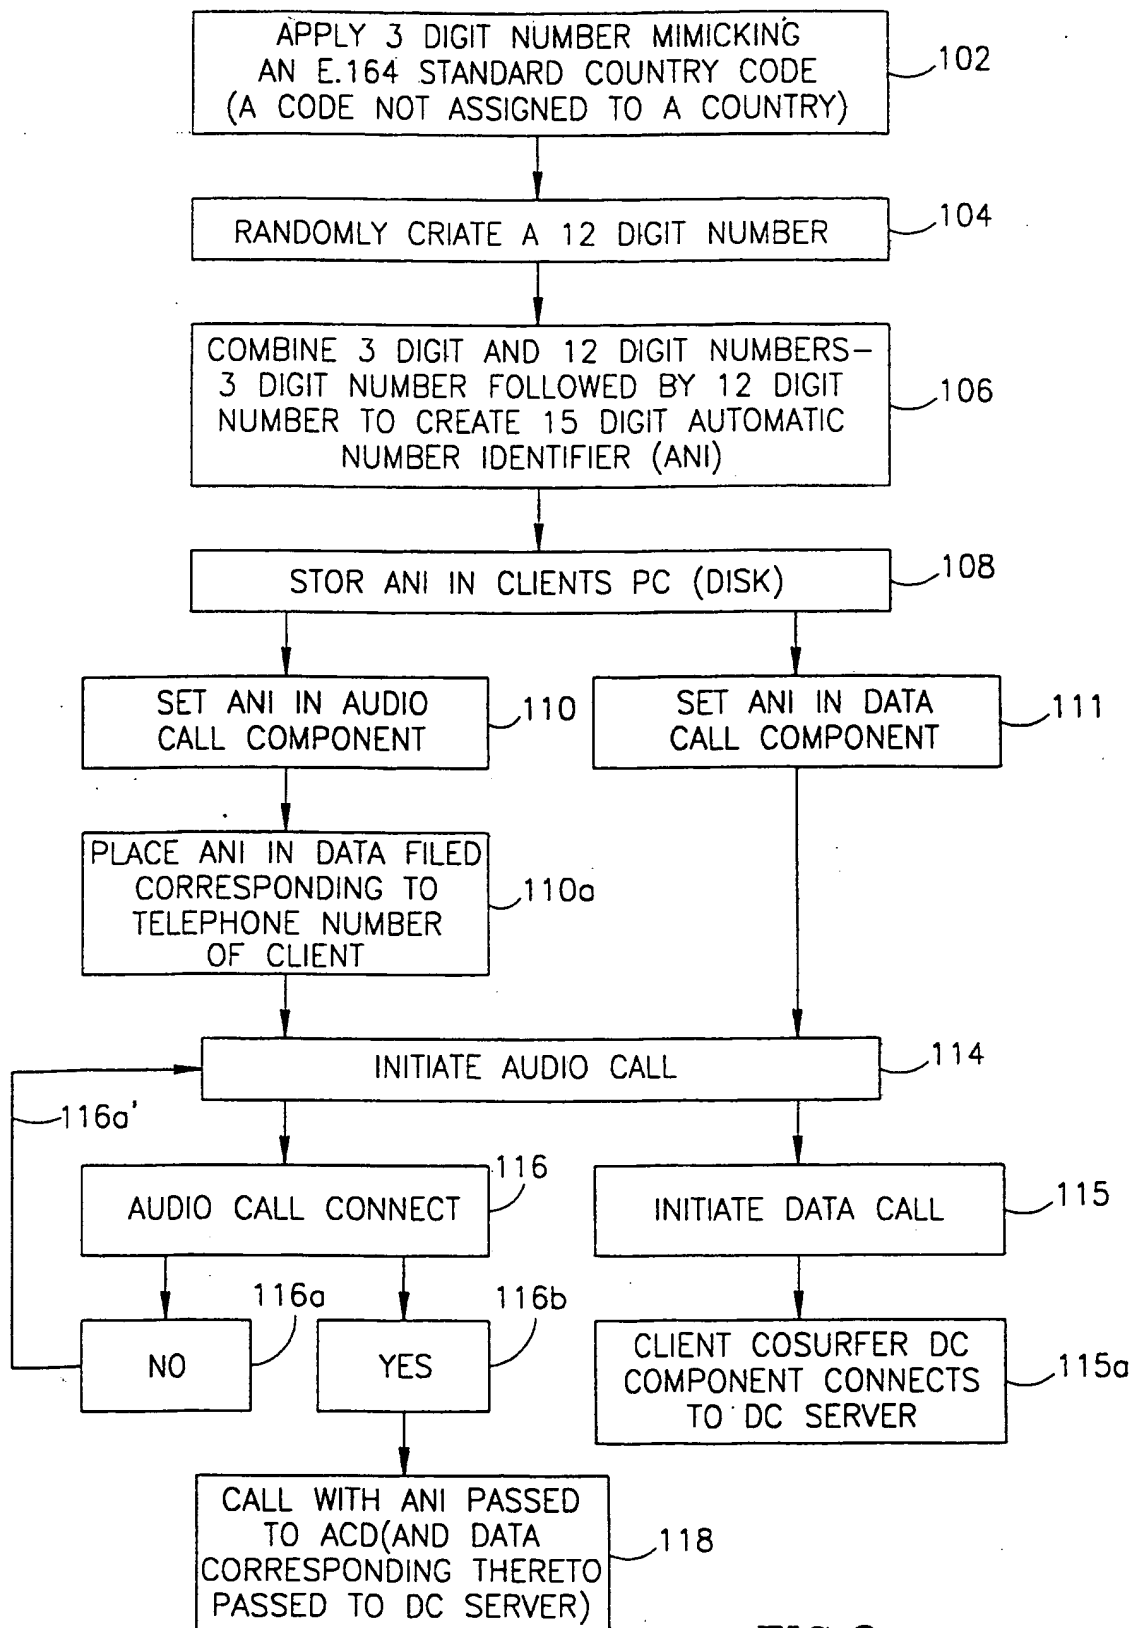 APPLY 3 DIGIT NUMBER MIMICKING
AN E.164 STANDARD COUNTRY CODE
(A CODE NOT ASSIGNED TO A COUNTRY)
102
RANDOMLY CRIATE A 12 DIGIT NUMBER
104
COMBINE 3 DIGIT AND 12 DIGIT NUMBERS–
3 DIGIT NUMBER FOLLOWED BY 12 DIGIT
NUMBER TO CREATE 15 DIGIT AUTOMATIC
NUMBER IDENTIFIER (ANI)
106
STOR ANI IN CLIENTS PC (DISK)
108
SET ANI IN AUDIO
CALL COMPONENT
110
SET ANI IN DATA
CALL COMPONENT
111
PLACE ANI IN DATA FILED
CORRESPONDING TO
TELEPHONE NUMBER
OF CLIENT
110a
INITIATE AUDIO CALL
114
116a'
AUDIO CALL CONNECT
116
INITIATE DATA CALL
115
NO
116a
YES
116b
CLIENT COSURFER DC
COMPONENT CONNECTS
TO DC SERVER
115a
CALL WITH ANI PASSED
TO ACD(AND DATA
CORRESPONDING THERETO
PASSED TO DC SERVER)
118